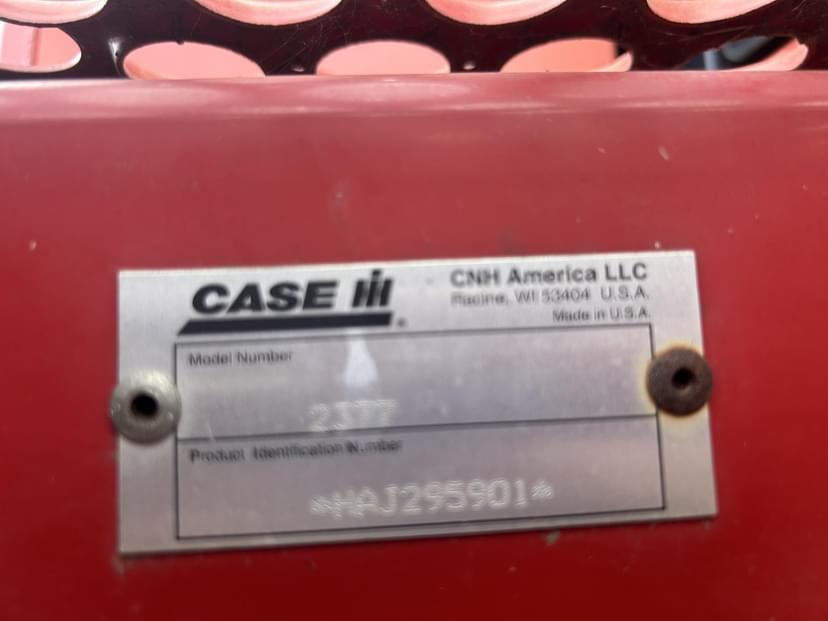 CASE IH
CNH America LLC
Racine, WI 53404 U.S.A.
Made in U.S.A.
Model Number
2377
Product Identification Number
*HAJ295901*